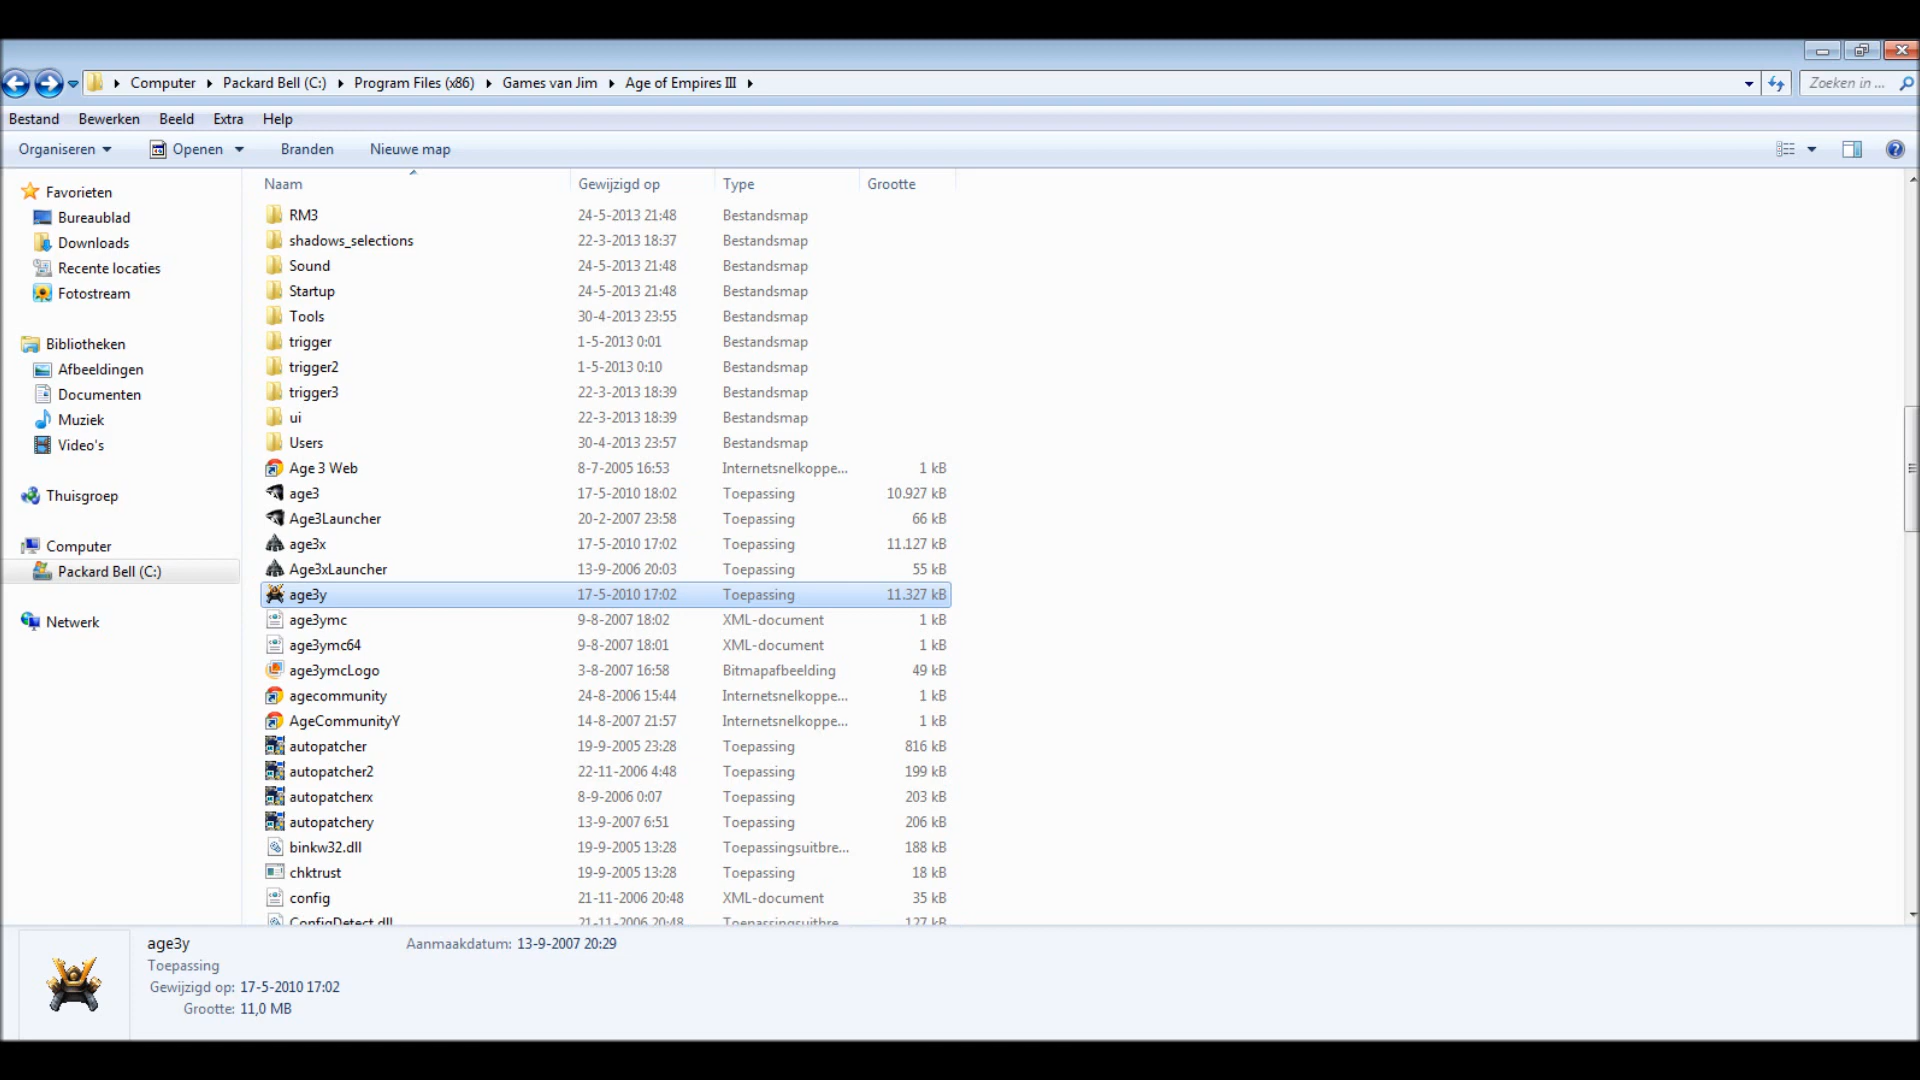 Computer Packard Bell (C:) Program Files (x86) Games van Jim Age of Empires III Zoeken in ...
Bestand Bewerken Beeld Extra Help
Organiseren Openen Branden Nieuwe map
Favorieten
Bureaublad
Downloads
Recente locaties
Fotostream
Bibliotheken
Afbeeldingen
Documenten
Muziek
Video's
Thuisgroep
Computer
Packard Bell (C:)
Netwerk
Naam Gewijzigd op Type Grootte
RM3 24-5-2013 21:48 Bestandsmap
shadows_selections 22-3-2013 18:37 Bestandsmap
Sound 24-5-2013 21:48 Bestandsmap
Startup 24-5-2013 21:48 Bestandsmap
Tools 30-4-2013 23:55 Bestandsmap
trigger 1-5-2013 0:01 Bestandsmap
trigger2 1-5-2013 0:10 Bestandsmap
trigger3 22-3-2013 18:39 Bestandsmap
ui 22-3-2013 18:39 Bestandsmap
Users 30-4-2013 23:57 Bestandsmap
Age 3 Web 8-7-2005 16:53 Internetsnelkoppe... 1 kB
age3 17-5-2010 18:02 Toepassing 10.927 kB
Age3Launcher 20-2-2007 23:58 Toepassing 66 kB
age3x 17-5-2010 17:02 Toepassing 11.127 kB
Age3xLauncher 13-9-2006 20:03 Toepassing 55 kB
age3y 17-5-2010 17:02 Toepassing 11.327 kB
age3ymc 9-8-2007 18:02 XML-document 1 kB
age3ymc64 9-8-2007 18:01 XML-document 1 kB
age3ymcLogo 3-8-2007 16:58 Bitmapafbeelding 49 kB
agecommunity 24-8-2006 15:44 Internetsnelkoppe... 1 kB
AgeCommunityY 14-8-2007 21:57 Internetsnelkoppe... 1 kB
autopatcher 19-9-2005 23:28 Toepassing 816 kB
autopatcher2 22-11-2006 4:48 Toepassing 199 kB
autopatcherx 8-9-2006 0:07 Toepassing 203 kB
autopatchery 13-9-2007 6:51 Toepassing 206 kB
binkw32.dll 19-9-2005 13:28 Toepassingsuitbre... 188 kB
chktrust 19-9-2005 13:28 Toepassing 18 kB
config 21-11-2006 20:48 XML-document 35 kB
ConfigDetect.dll 21-11-2006 20:48 Toepassingsuitbre... 127 kB
age3y Aanmaakdatum: 13-9-2007 20:29
Toepassing
Gewijzigd op: 17-5-2010 17:02
Grootte: 11,0 MB